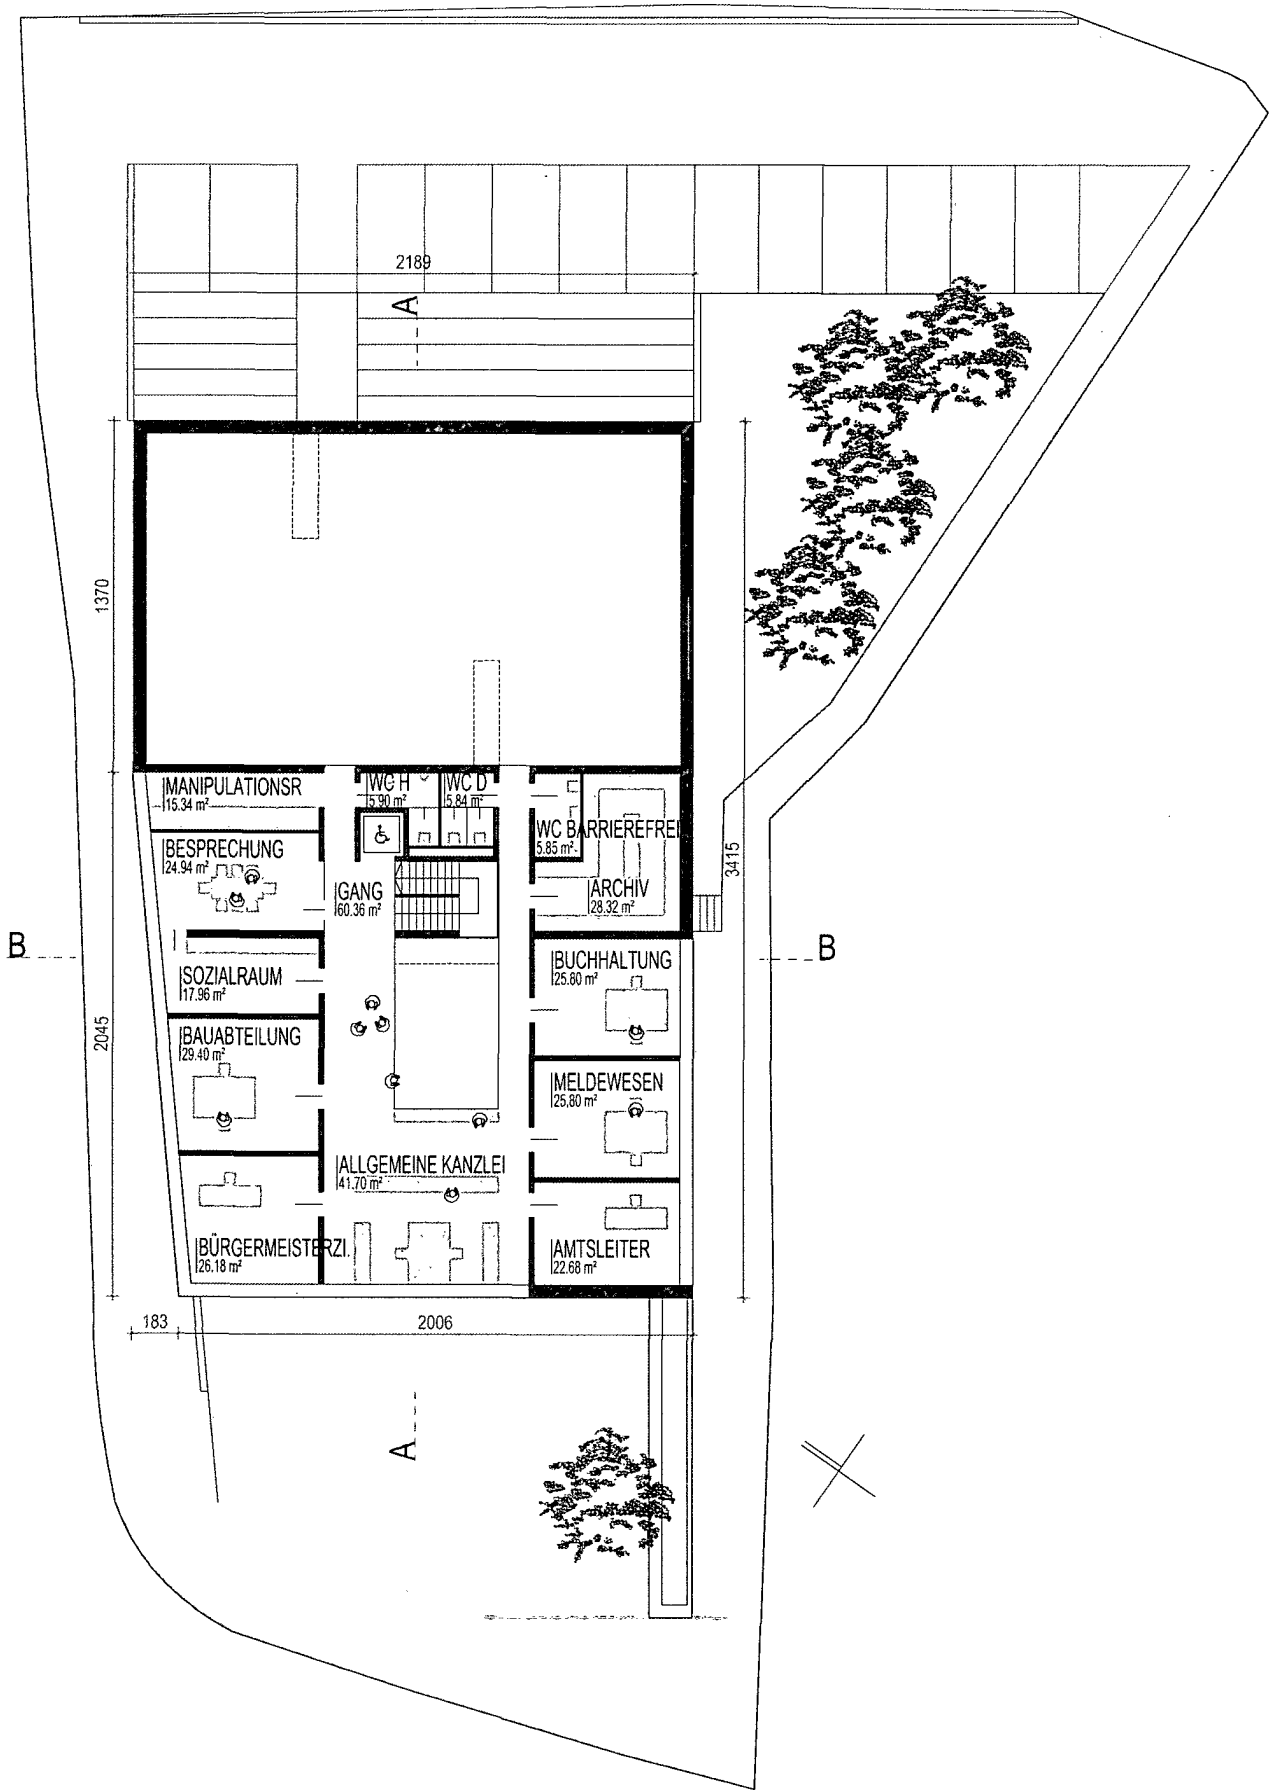 2189
A
1370
MANIPULATIONSR
15.34 m²
WC H
5.90 m²
WC D
5.84 m²
WC BARRIEREFREI
5.85 m²
BESPRECHUNG
24.94 m²
GANG
60.36 m²
ARCHIV
28.32 m²
3415
B
B
SOZIALRAUM
17.96 m²
BUCHHALTUNG
25.80 m²
2045
BAUABTEILUNG
29.40 m²
MELDEWESEN
25,80 m²
ALLGEMEINE KANZLEI
41.70 m²
BÜRGERMEISTERZI.
26.18 m²
AMTSLEITER
22.68 m²
183
2006
A